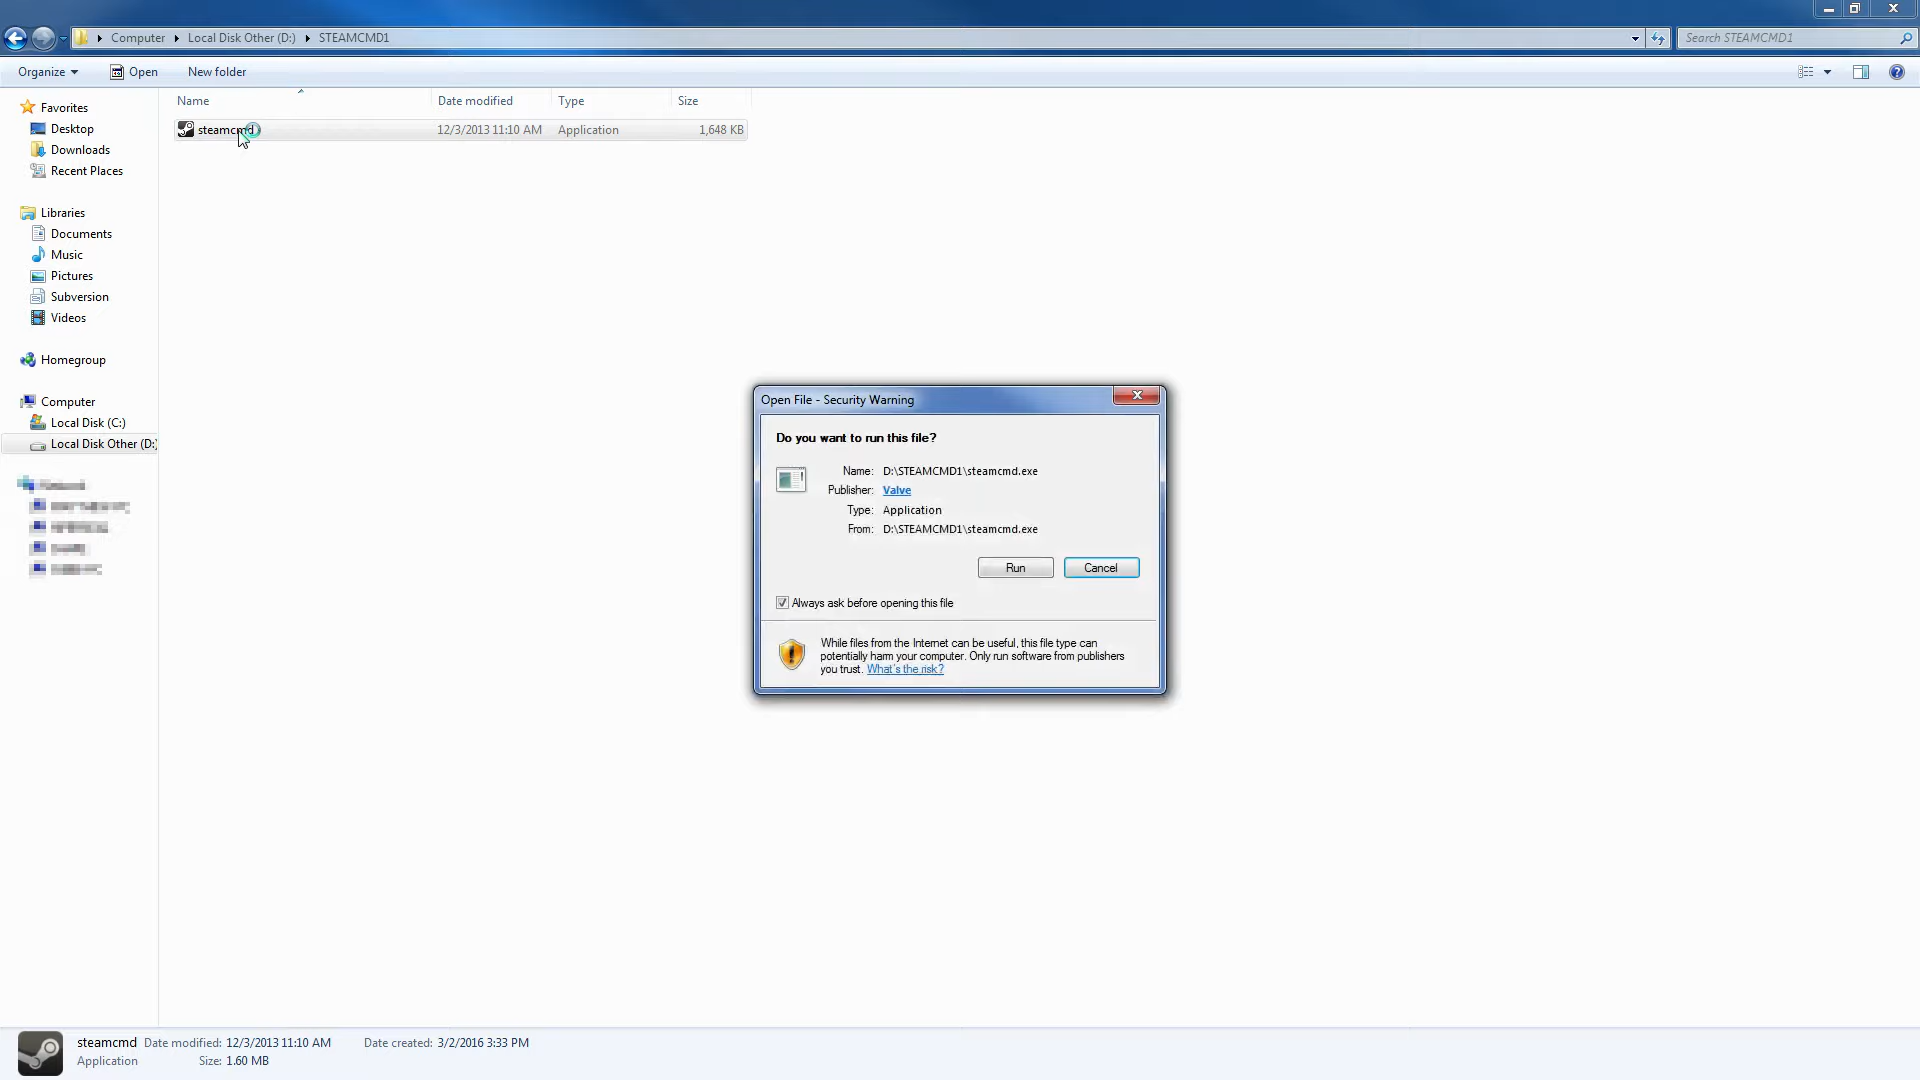 Computer Local Disk Other (D:) STEAMCMD1
Search STEAMCMD1
Organize Open New folder
Name Date modified Type Size
Favorites
Desktop
Downloads
Recent Places
Libraries
Documents
Music
Pictures
Subversion
Videos
Homegroup
Computer
Local Disk (C:)
Local Disk Other (D:)
steamcmd 12/3/2013 11:10 AM Application 1,648 KB
Open File - Security Warning
Do you want to run this file?
Name: D:\STEAMCMD1\steamcmd.exe
Publisher: Valve
Type: Application
From: D:\STEAMCMD1\steamcmd.exe
Run Cancel
Always ask before opening this file
While files from the Internet can be useful, this file type can
potentially harm your computer. Only run software from publishers
you trust. What's the risk?
steamcmd Date modified: 12/3/2013 11:10 AM Date created: 3/2/2016 3:33 PM
Application Size: 1.60 MB